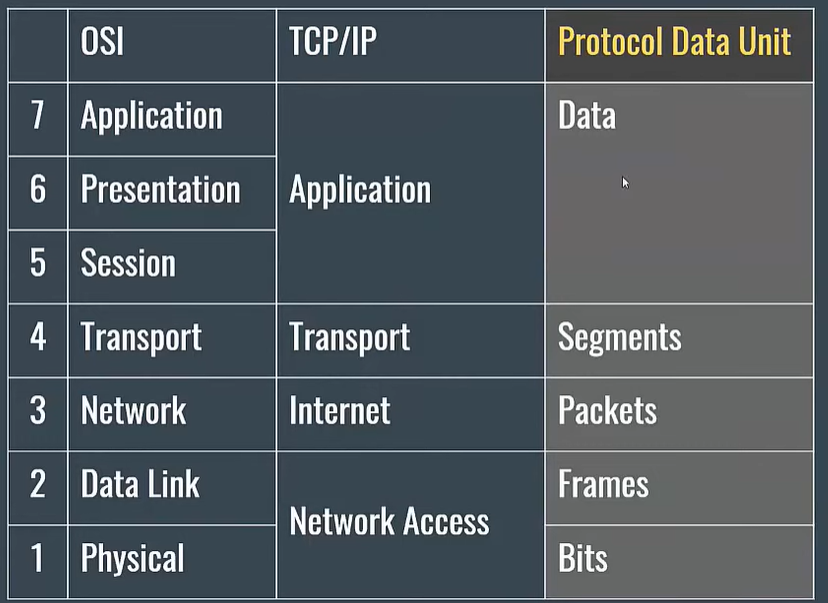 OSI TCP/IP Protocol Data Unit
7 Application Data
6 Presentation Application
5 Session
4 Transport Transport Segments
3 Network Internet Packets
2 Data Link Frames
Network Access
1 Physical Bits